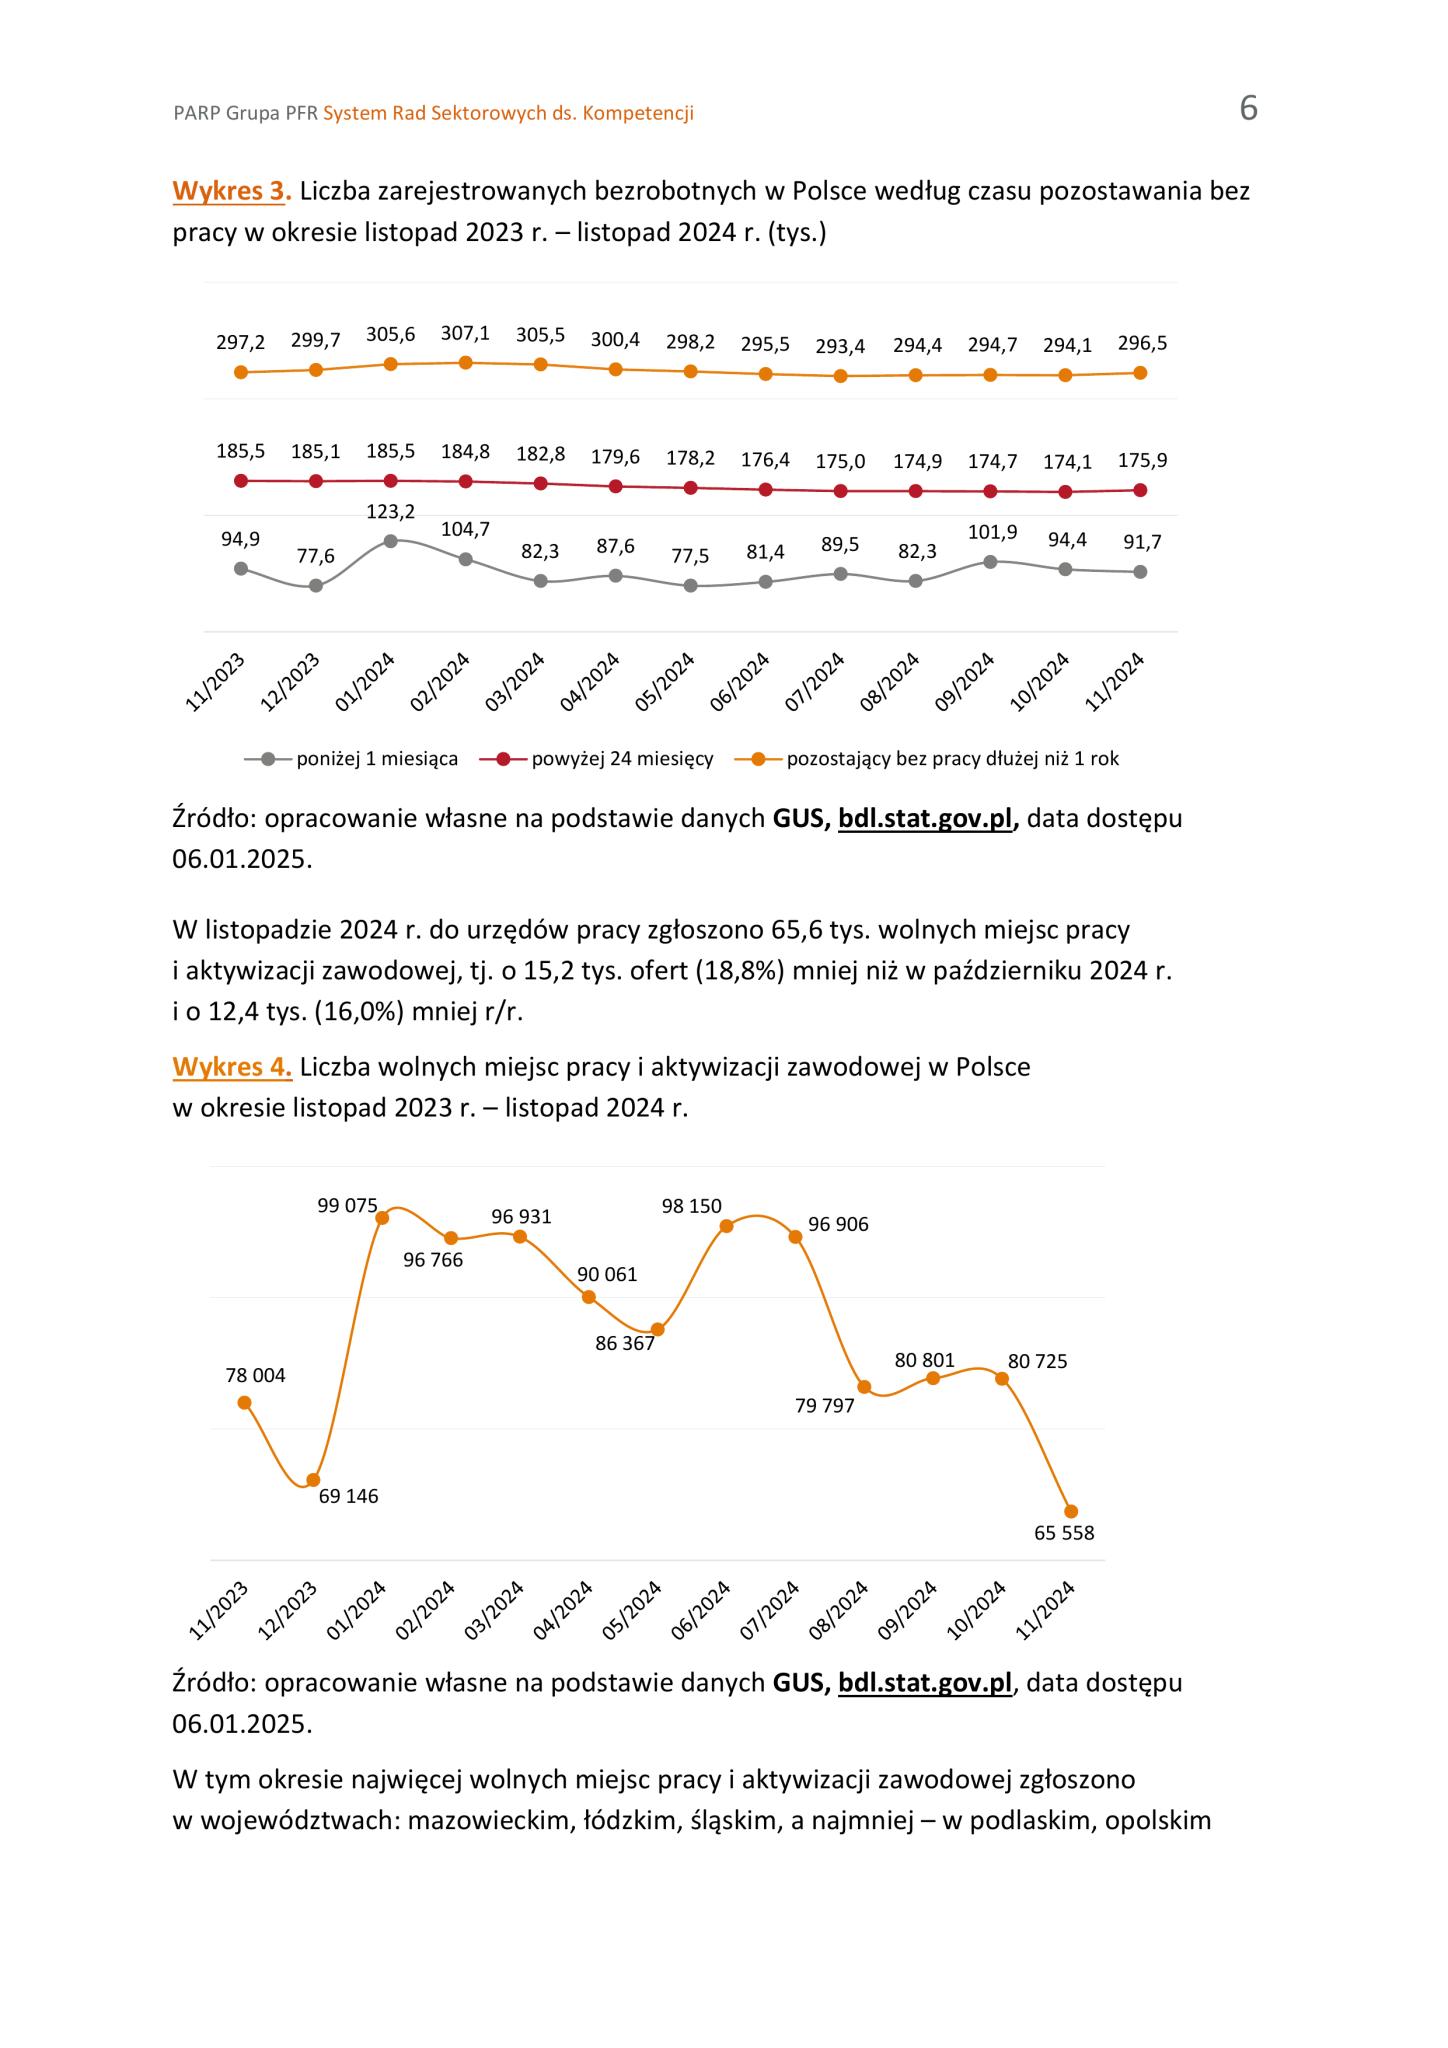 PARP Grupa PFR System Rad Sektorowych ds. Kompetencji 6
Wykres 3. Liczba zarejestrowanych bezrobotnych w Polsce według czasu pozostawania bez
pracy w okresie listopad 2023 r. – listopad 2024 r. (tys.)
297,2 299,7 305,6 307,1 305,5 300,4 298,2 295,5 293,4 294,4 294,7 294,1 296,5
185,5 185,1 185,5 184,8 182,8 179,6 178,2 176,4 175,0 174,9 174,7 174,1 175,9
94,9 77,6 123,2 104,7 82,3 87,6 77,5 81,4 89,5 82,3 101,9 94,4 91,7
11/2023 12/2023 01/2024 02/2024 03/2024 04/2024 05/2024 06/2024 07/2024 08/2024 09/2024 10/2024 11/2024
poniżej 1 miesiąca powyżej 24 miesięcy pozostający bez pracy dłużej niż 1 rok
Źródło: opracowanie własne na podstawie danych GUS, bdl.stat.gov.pl, data dostępu
06.01.2025.
W listopadzie 2024 r. do urzędów pracy zgłoszono 65,6 tys. wolnych miejsc pracy
i aktywizacji zawodowej, tj. o 15,2 tys. ofert (18,8%) mniej niż w październiku 2024 r.
i o 12,4 tys. (16,0%) mniej r/r.
Wykres 4. Liczba wolnych miejsc pracy i aktywizacji zawodowej w Polsce
w okresie listopad 2023 r. – listopad 2024 r.
78 004 69 146 99 075 96 766 96 931 90 061 86 367 98 150 96 906 79 797 80 801 80 725 65 558
11/2023 12/2023 01/2024 02/2024 03/2024 04/2024 05/2024 06/2024 07/2024 08/2024 09/2024 10/2024 11/2024
Źródło: opracowanie własne na podstawie danych GUS, bdl.stat.gov.pl, data dostępu
06.01.2025.
W tym okresie najwięcej wolnych miejsc pracy i aktywizacji zawodowej zgłoszono
w województwach: mazowieckim, łódzkim, śląskim, a najmniej – w podlaskim, opolskim